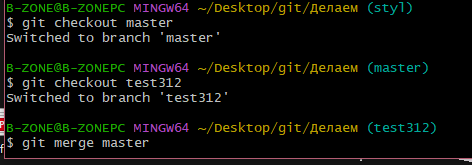 B-ZONE@B-ZONEPC MINGW64 ~/Desktop/git/Делаем (styl)
$ git checkout master
Switched to branch 'master'
B-ZONE@B-ZONEPC MINGW64 ~/Desktop/git/Делаем (master)
$ git checkout test312
Switched to branch 'test312'
B-ZONE@B-ZONEPC MINGW64 ~/Desktop/git/Делаем (test312)
$ git merge master